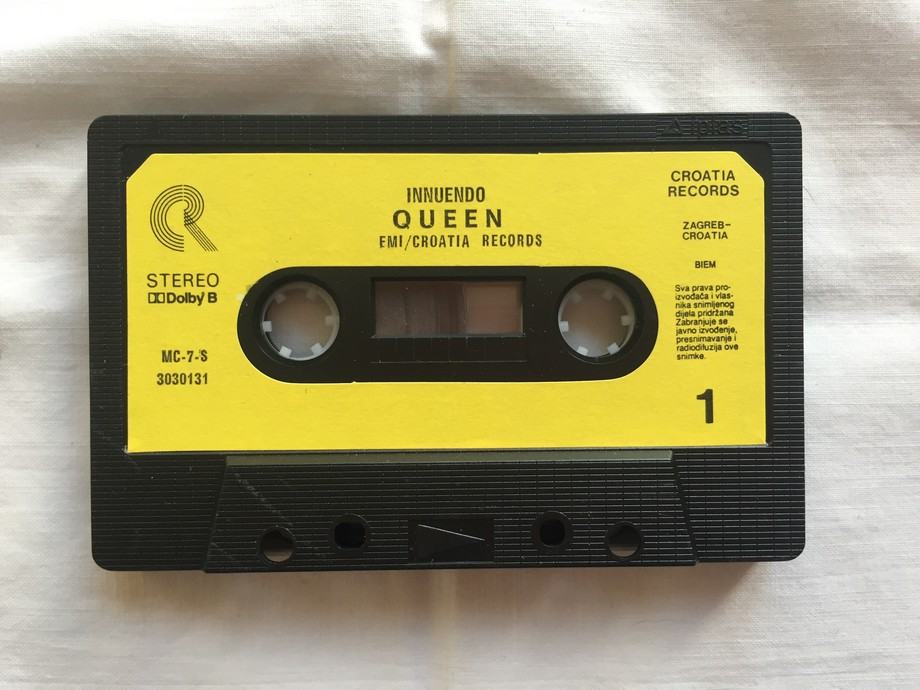 INNUENDO
QUEEN
EMI/CROATIA RECORDS
STEREO
Dolby B
MC-7-S
3030131
CROATIA
RECORDS
ZAGREB-
CROATIA
BIEM
Sva prava pro-
izvođača i vlas-
nika snimljenog
dijela pridržana
Zabranjuje se
javno izvođenje,
presnimavanje i
radiodifuzija ove
snimke.
1